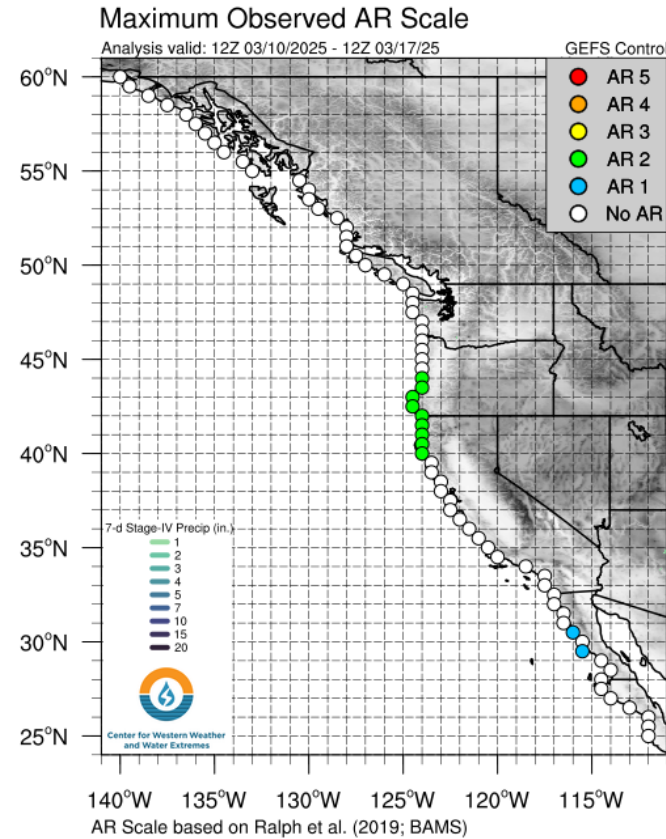 Maximum Observed AR Scale
Analysis valid: 12Z 03/10/2025 - 12Z 03/17/25
GEFS Control
60°N
55°N
50°N
45°N
40°N
35°N
30°N
25°N
AR 5
AR 4
AR 3
AR 2
AR 1
No AR
7-d Stage-IV Precip (in.)
1
2
3
4
5
7
10
15
20
Center for Western Weather
and Water Extremes
140°W
135°W
130°W
125°W
120°W
115°W
AR Scale based on Ralph et al. (2019; BAMS)